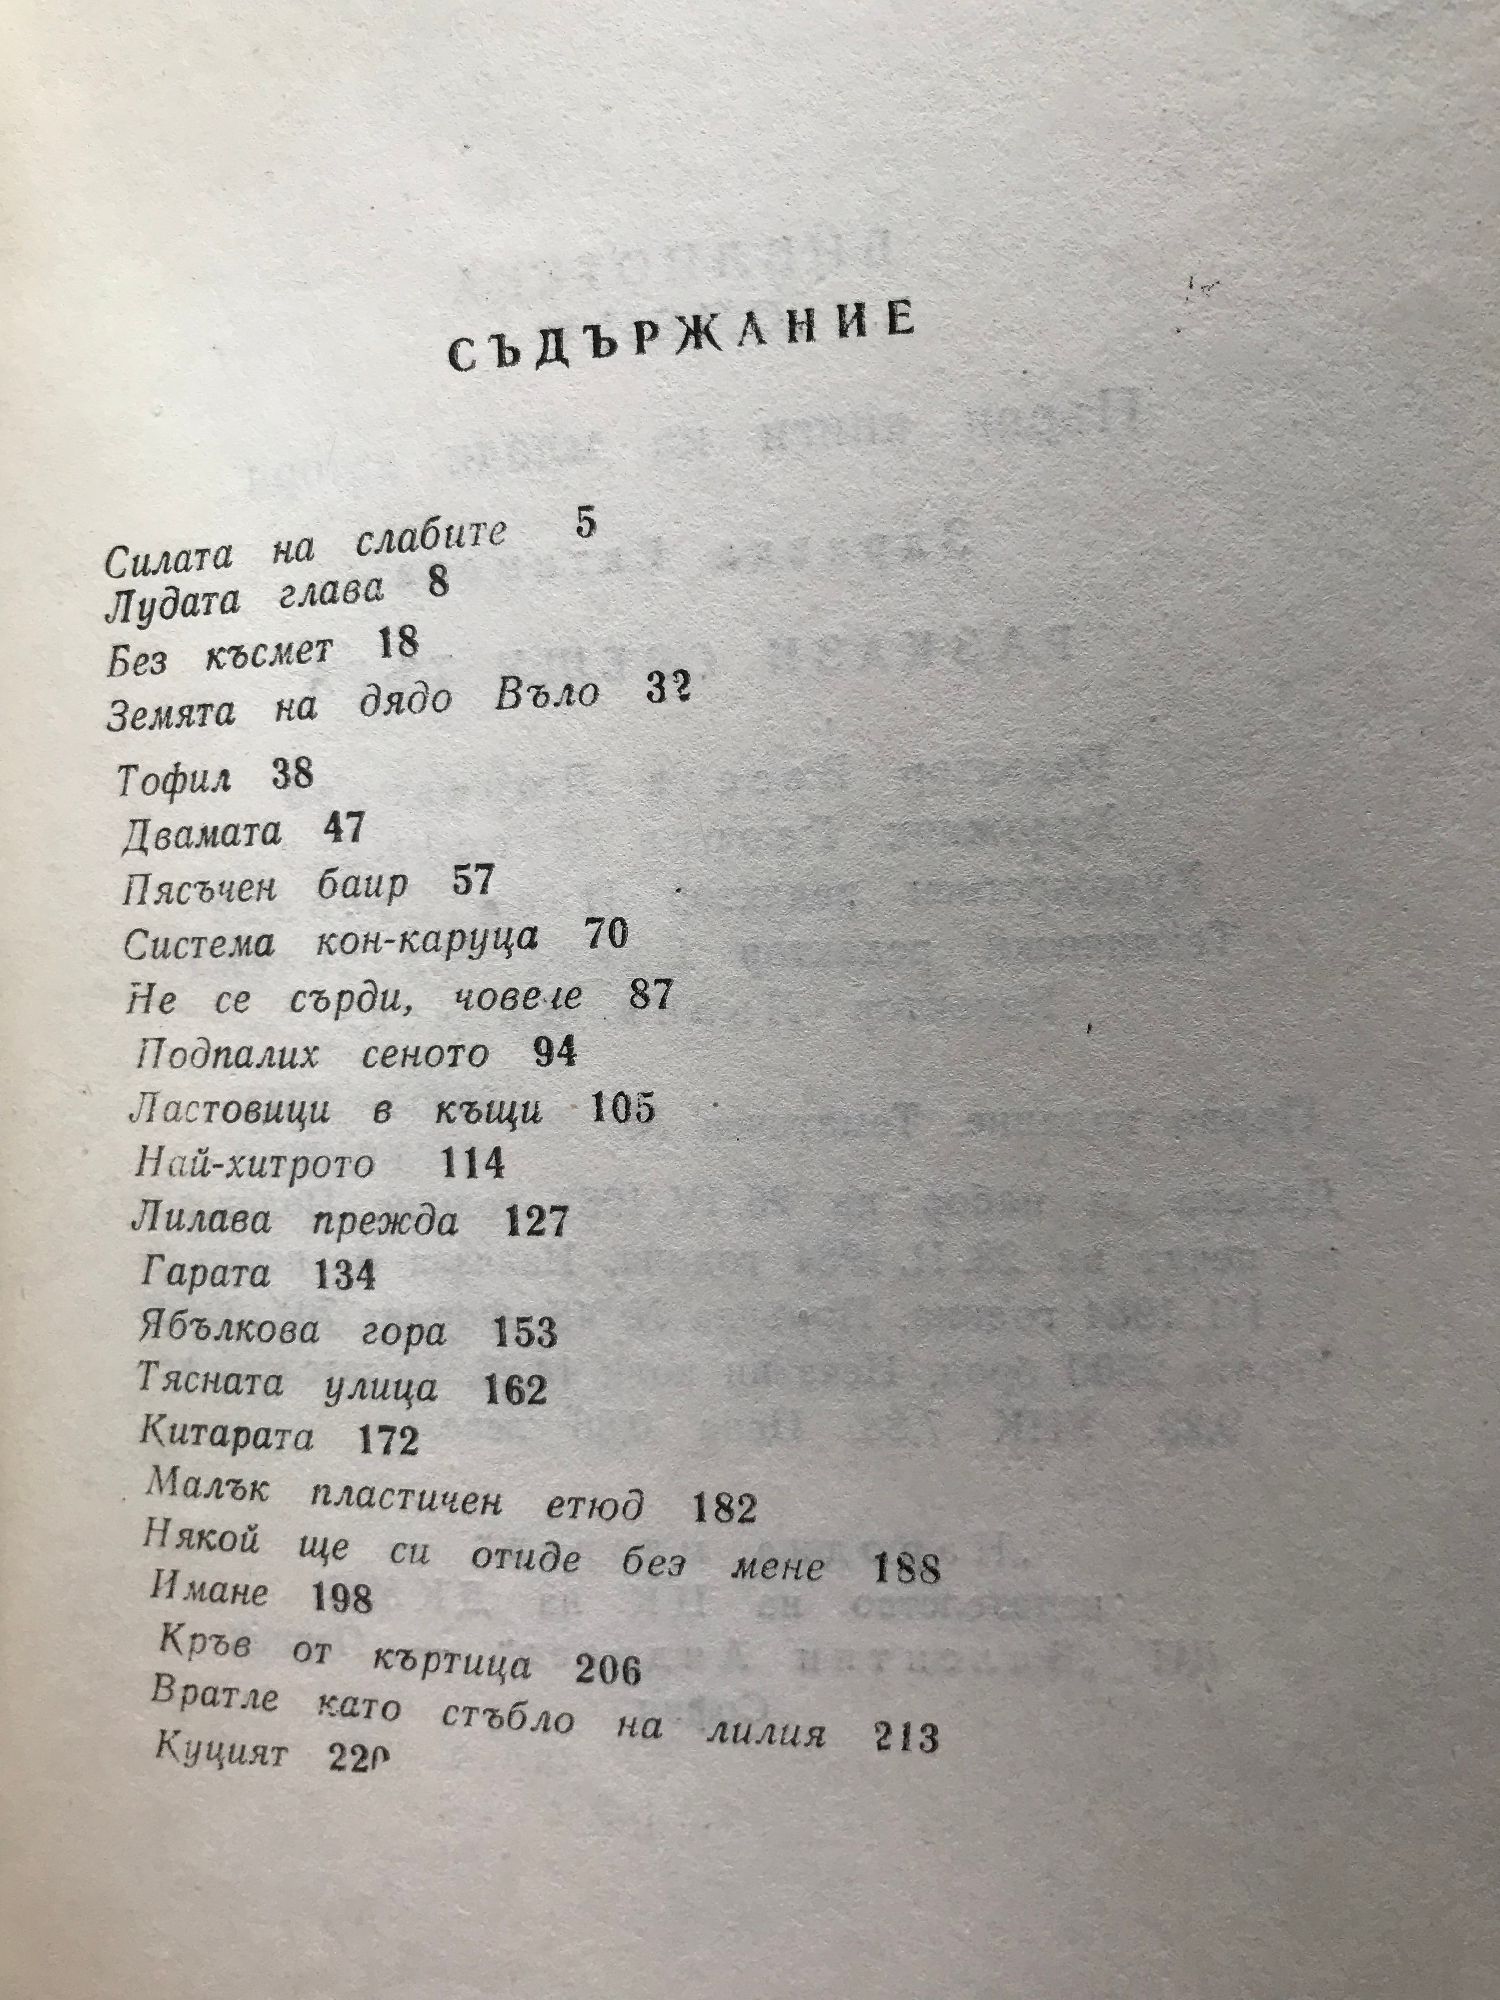 СЪДЪРЖАНИЕ
Силата на слабите 5
Лудата глава 8
Без късмет 18
Земята на дядо Въло 32
Тофил 38
Двамата 47
Пясъчен баир 57
Система кон-каруца 70
Не се сърди, човече 87
Подпалих сеното 94
Ластовици в къщи 105
Най-хитрото 114
Лилава прежда 127
Гарата 134
Ябълкова гора 153
Тясната улица 162
Китарата 172
Малък пластичен етюд 182
Някой ще си отиде без мене 188
Имане 198
Кръв от къртица 206
Вратле като стъбло на лилия 213
Куцият 220